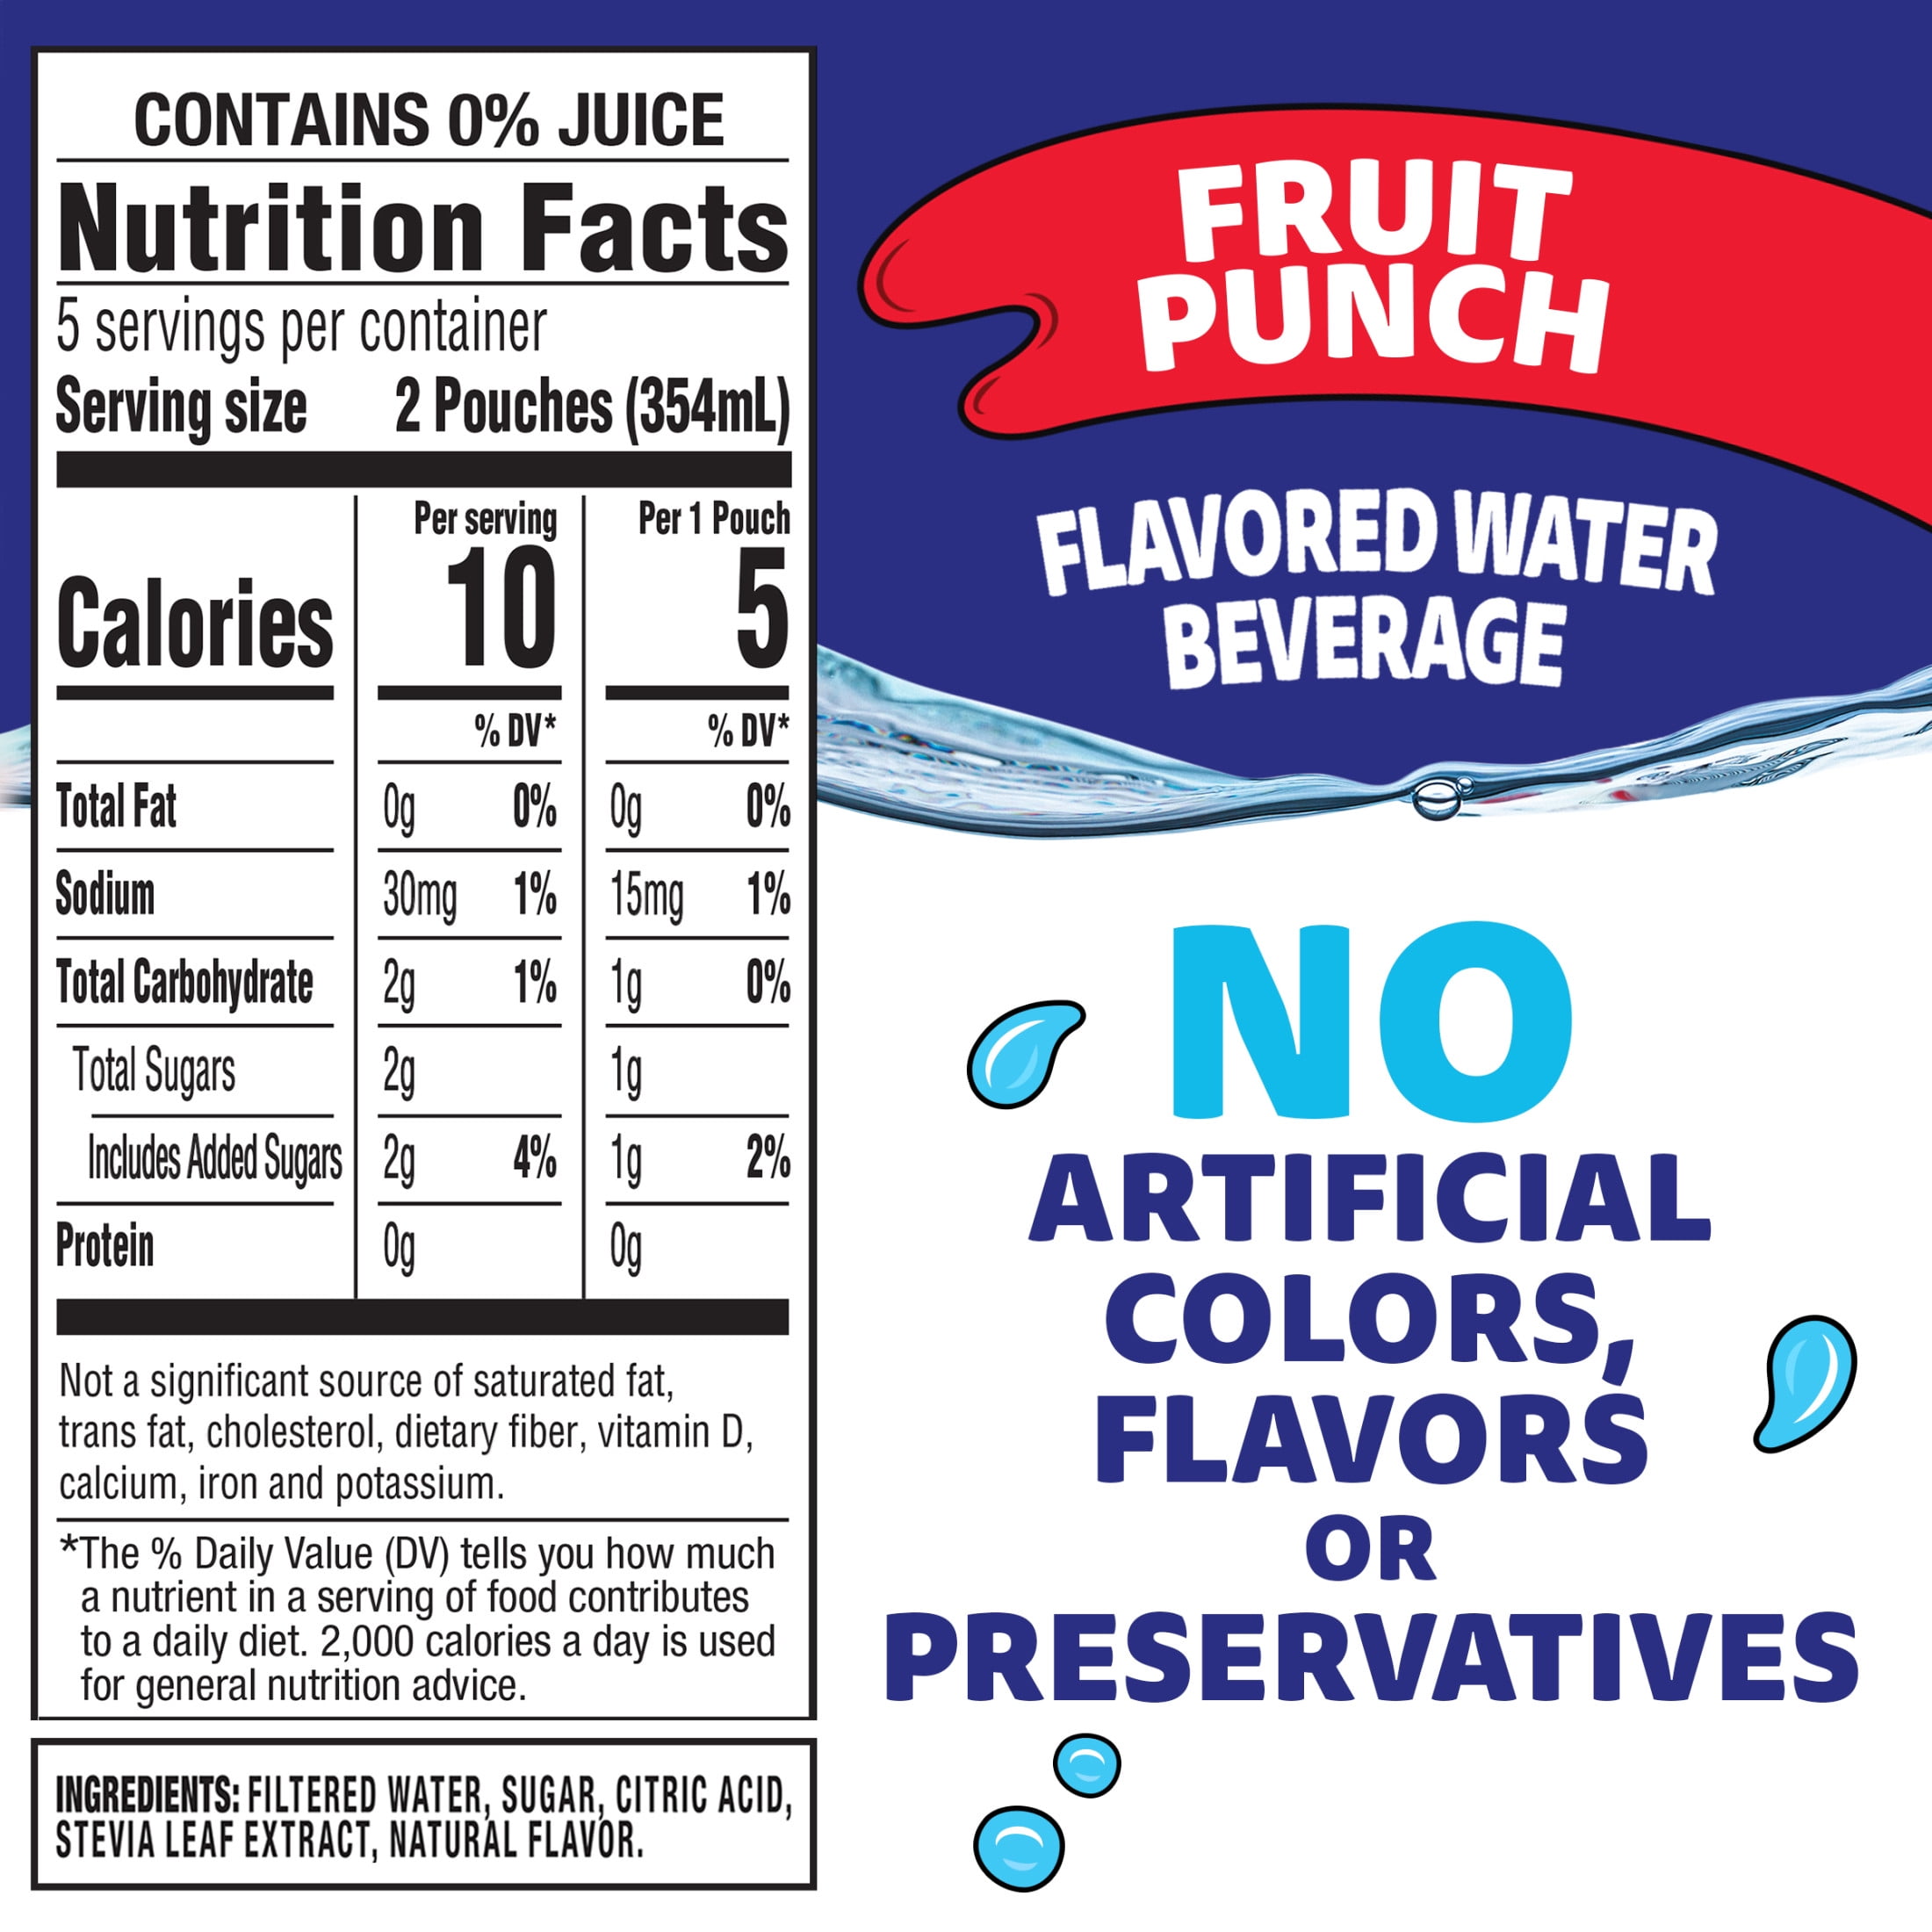 CONTAINS 0% JUICE
Nutrition Facts
5 servings per container
Serving size 2 Pouches (354mL)
Per serving Per 1 Pouch
Calories 10 5
% DV* % DV*
Total Fat 0g 0% 0g 0%
Sodium 30mg 1% 15mg 1%
Total Carbohydrate 2g 1% 1g 0%
Total Sugars 2g 1g
Includes Added Sugars 2g 4% 1g 2%
Protein 0g 0g
Not a significant source of saturated fat,
trans fat, cholesterol, dietary fiber, vitamin D,
calcium, iron and potassium.
*The % Daily Value (DV) tells you how much
a nutrient in a serving of food contributes
to a daily diet. 2,000 calories a day is used
for general nutrition advice.
INGREDIENTS: FILTERED WATER, SUGAR, CITRIC ACID,
STEVIA LEAF EXTRACT, NATURAL FLAVOR.
FRUIT
PUNCH
FLAVORED WATER
BEVERAGE
NO
ARTIFICIAL
COLORS,
FLAVORS
OR
PRESERVATIVES